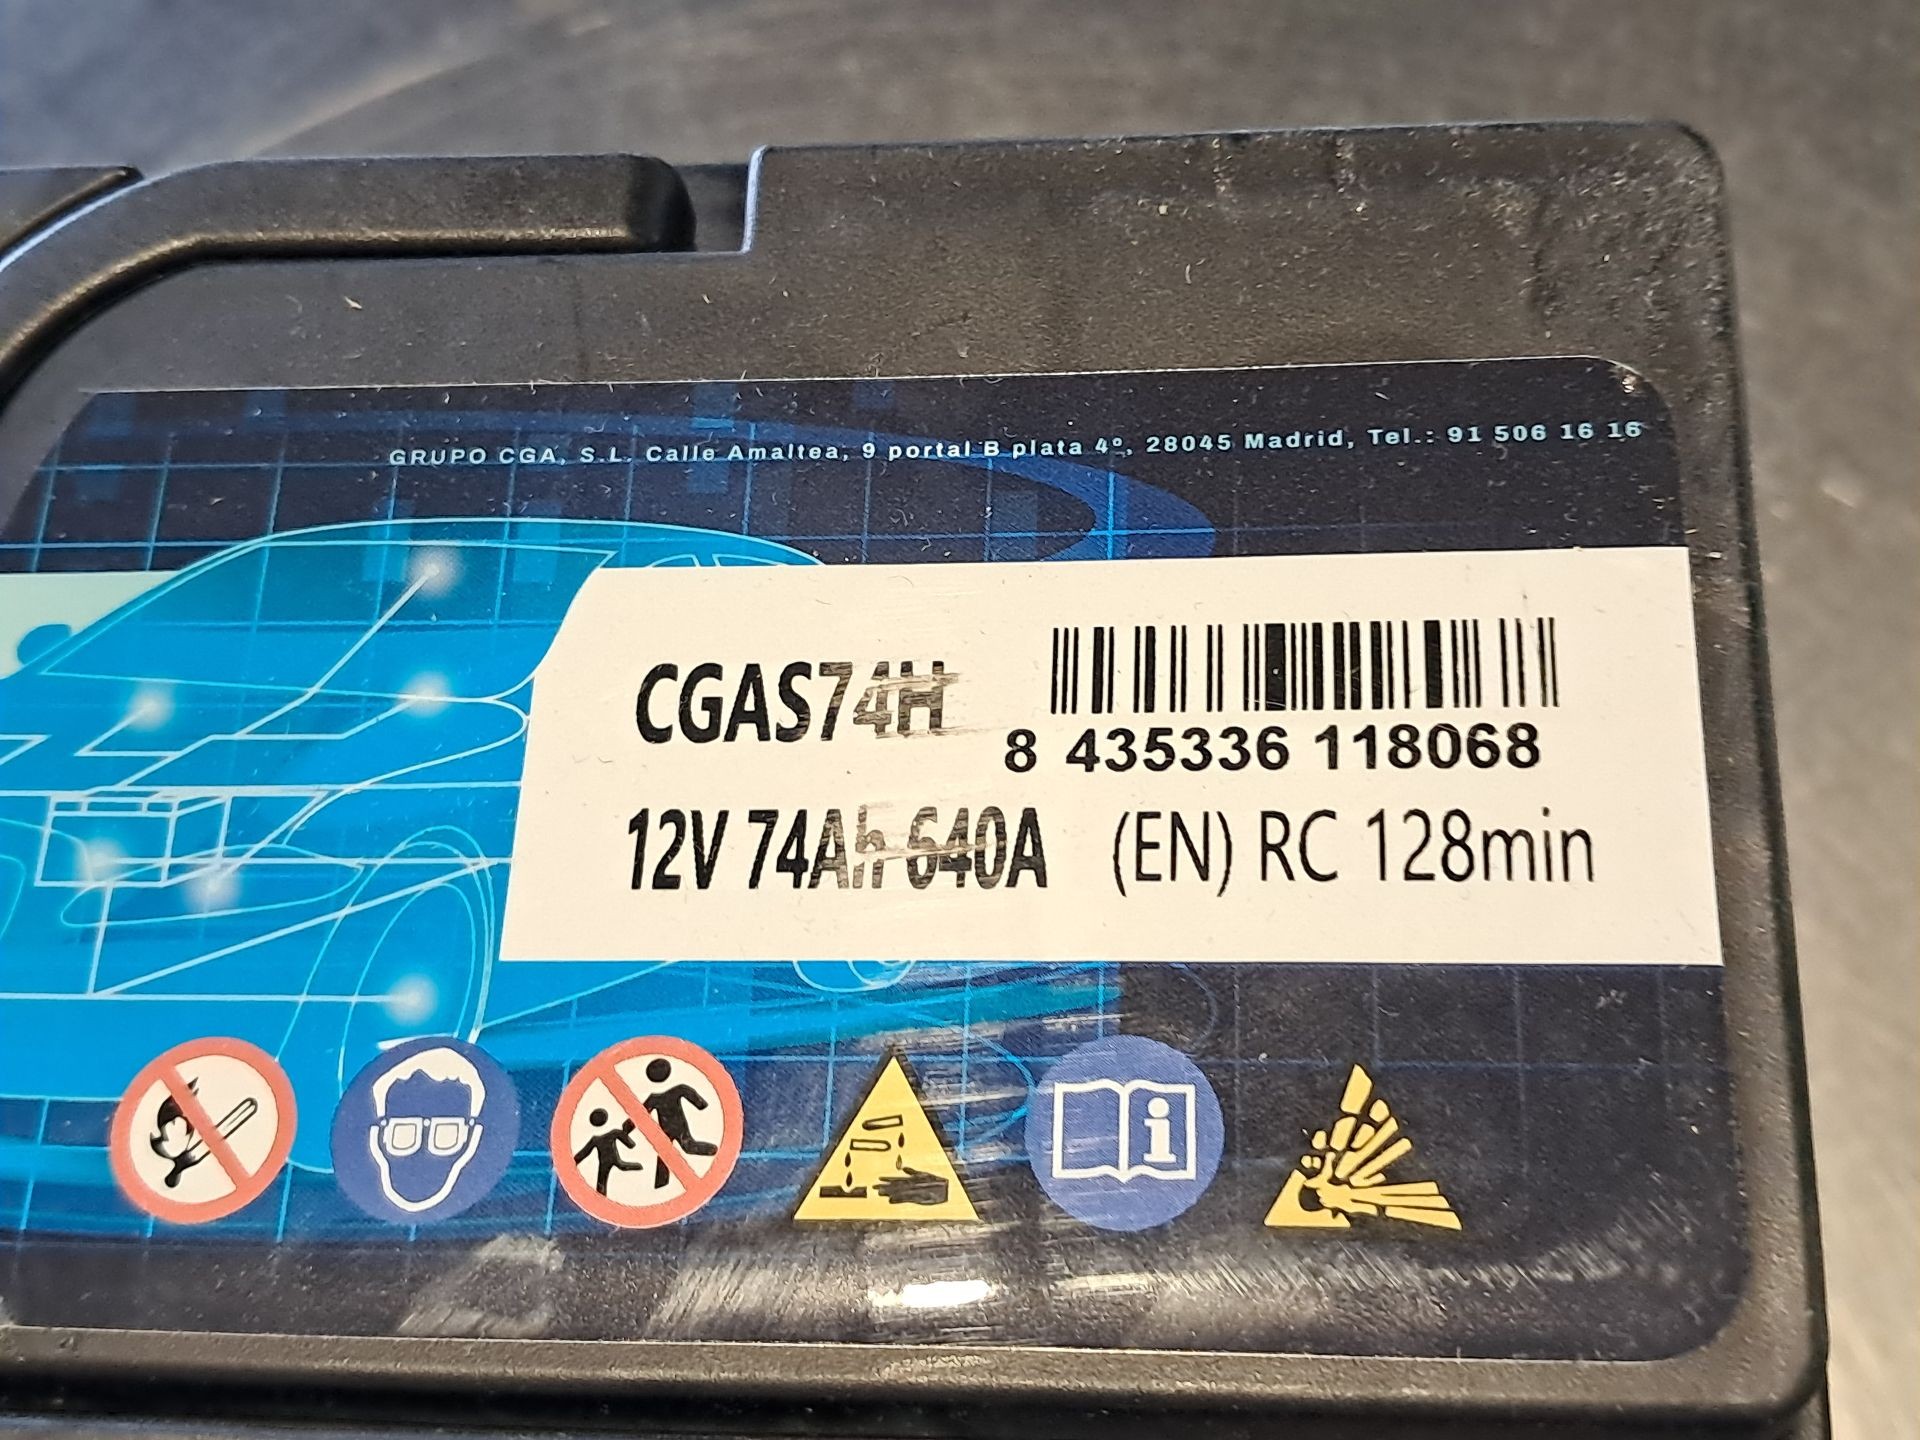 GRUPO CGA, S.L. Calle Amaltea, 9 portal B plata 4º, 28045 Madrid, Tel.: 91 506 16 16
CGAS74H
8 435336 118068
12V 74Ah 640A (EN) RC 128min